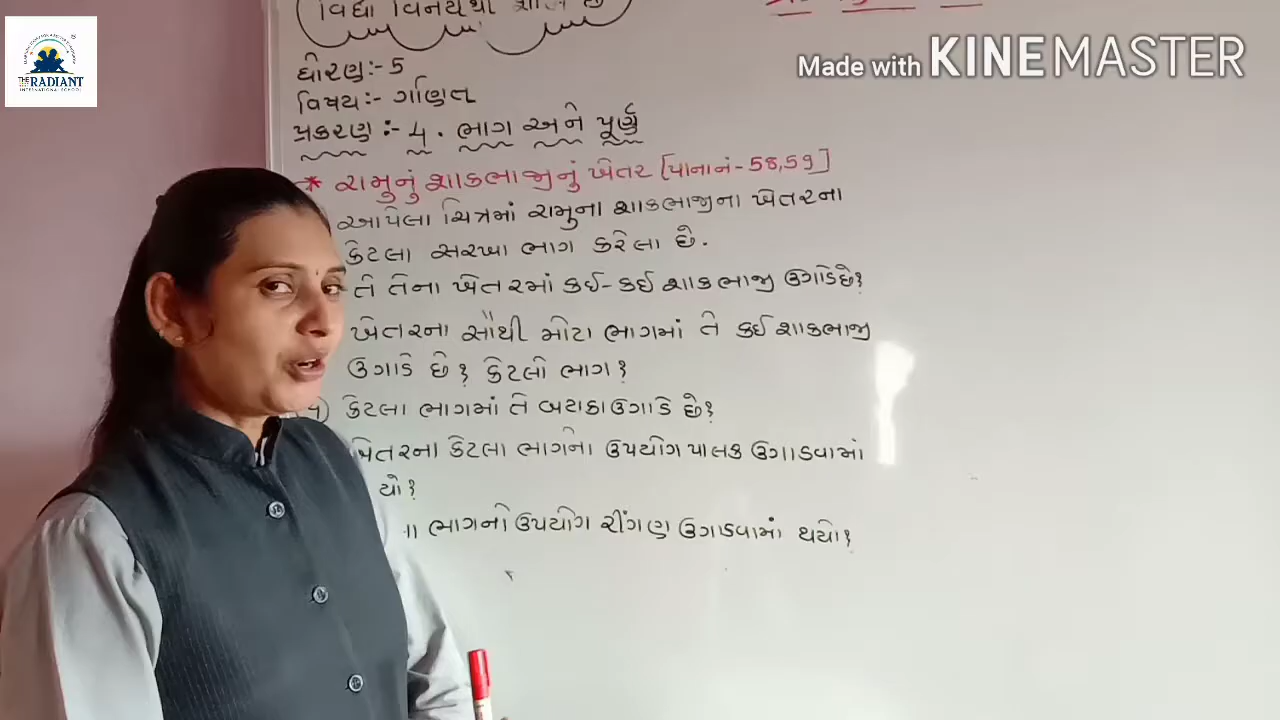 વિદ્યા વિનયથી
Made with KINEMASTER
THE RADIANT
INTERNATIONAL SCHOOL
ધોરણ:- 5
વિષય:- ગણિત
પ્રકરણ:- 4. ભાગ અને પૂર્ણ
* રામુનું શાકભાજીનું ખેતર [પાના નં - 58,59]
આપેલા ચિત્રમાં રામુના શાકભાજીના ખેતરના
કેટલા સરખા ભાગ કરેલા છે.
તે તેના ખેતરમાં કઈ-કઈ શાકભાજી ઉગાડે છે?
ખેતરના સૌથી મોટા ભાગમાં તે કઈ શાકભાજી
ઉગાડે છે? કેટલો ભાગ?
કેટલા ભાગમાં તે બટાકા ઉગાડે છે?
ખેતરના કેટલા ભાગનો ઉપયોગ પાલક ઉગાડવામાં
ભાગનો ઉપયોગ રીંગણ ઉગાડવામાં થયો?